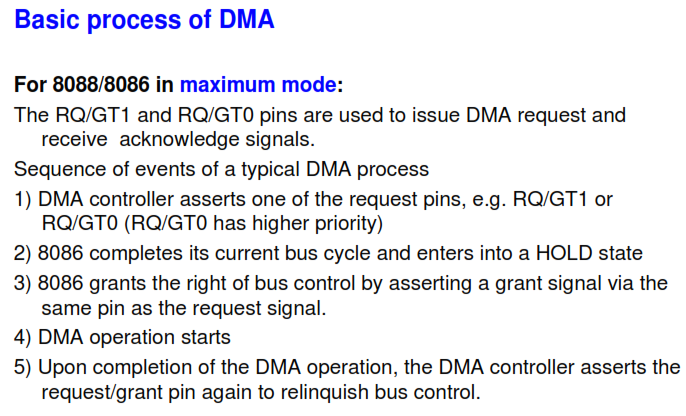 Basic process of DMA
For 8088/8086 in maximum mode:
The RQ/GT1 and RQ/GT0 pins are used to issue DMA request and
receive acknowledge signals.
Sequence of events of a typical DMA process
1) DMA controller asserts one of the request pins, e.g. RQ/GT1 or
RQ/GT0 (RQ/GT0 has higher priority)
2) 8086 completes its current bus cycle and enters into a HOLD state
3) 8086 grants the right of bus control by asserting a grant signal via the
same pin as the request signal.
4) DMA operation starts
5) Upon completion of the DMA operation, the DMA controller asserts the
request/grant pin again to relinquish bus control.